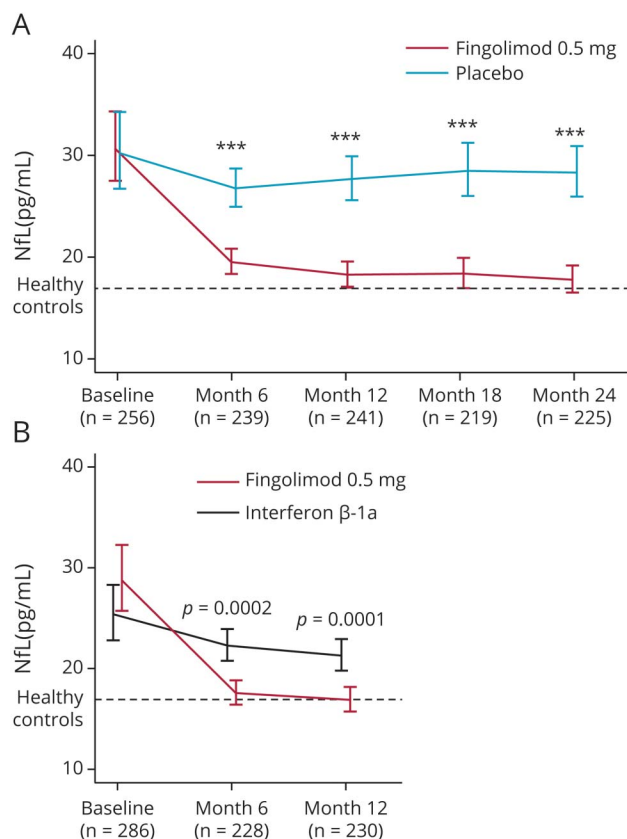 A
40
Fingolimod 0.5 mg
Placebo
***
***
***
***
30
NfL(pg/mL)
20
Healthy
controls
10
Baseline
(n = 256)
Month 6
(n = 239)
Month 12
(n = 241)
Month 18
(n = 219)
Month 24
(n = 225)
B
40
Fingolimod 0.5 mg
Interferon β-1a
30
p = 0.0002
p = 0.0001
NfL(pg/mL)
20
Healthy
controls
10
Baseline
(n = 286)
Month 6
(n = 228)
Month 12
(n = 230)